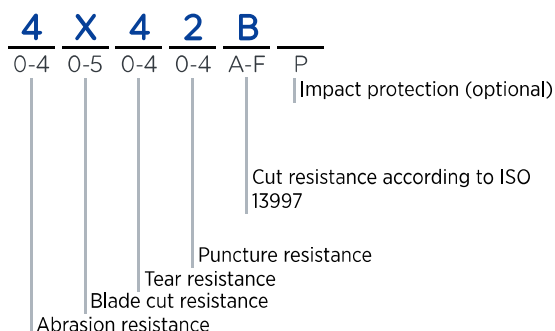 4 X 4 2 B
0-4 0-5 0-4 0-4 A-F P
Impact protection (optional)
Cut resistance according to ISO
13997
Puncture resistance
Tear resistance
Blade cut resistance
Abrasion resistance